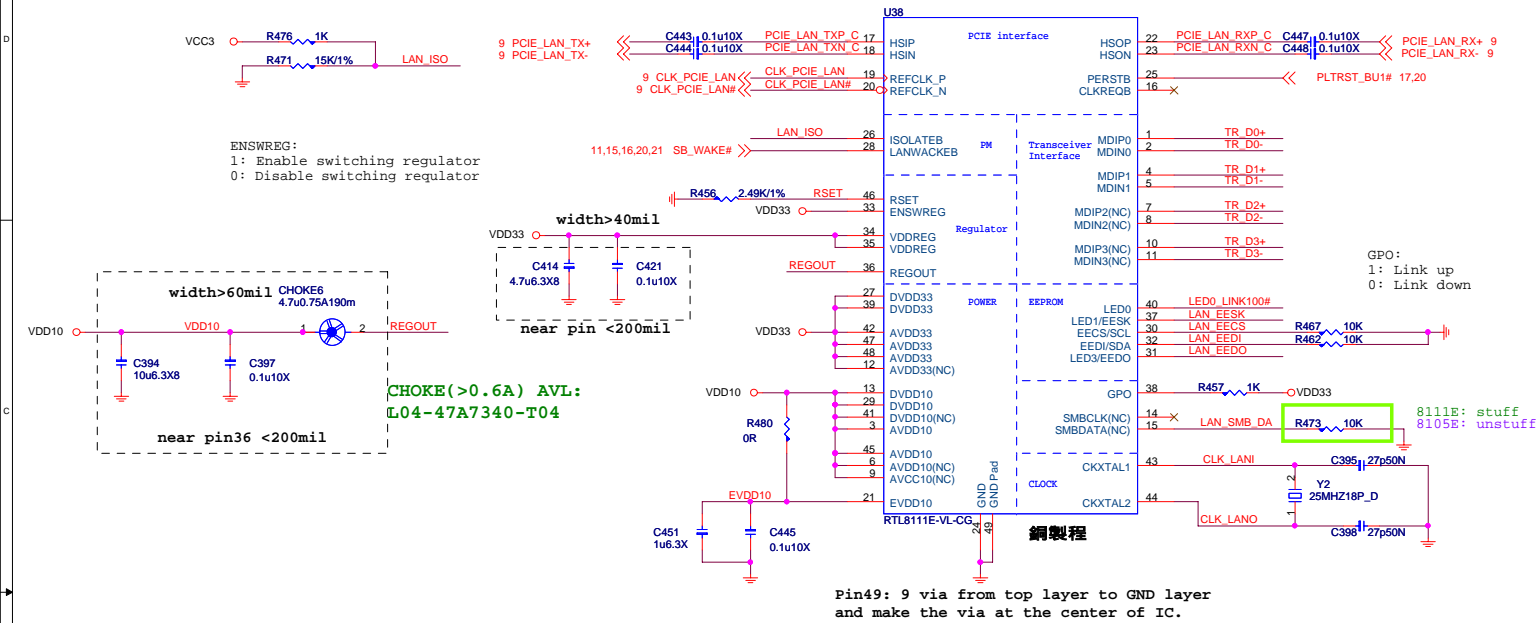 D
C
VCC3
R476
1K
R471
15K/1%
LAN_ISO
ENSWREG:
1: Enable switching regulator
0: Disable switching requlator
9 PCIE_LAN_TX+
9 PCIE_LAN_TX-
C443
0.1u10X
C444
0.1u10X
PCIE_LAN_TXP_C
PCIE_LAN_TXN_C
9 CLK_PCIE_LAN
9 CLK_PCIE_LAN#
CLK_PCIE_LAN
CLK_PCIE_LAN#
LAN_ISO
11,15,16,20,21 SB_WAKE#
R456
2.49K/1%
RSET
VDD33
width>40mil
VDD33
C414
4.7u6.3X8
C421
0.1u10X
near pin <200mil
REGOUT
width>60mil
CHOKE6
4.7u0.75A190m
VDD10
VDD10
1
2
REGOUT
C394
10u6.3X8
C397
0.1u10X
near pin36 <200mil
CHOKE(>0.6A) AVL:
L04-47A7340-T04
VDD33
VDD10
R480
0R
EVDD10
C451
1u6.3X
C445
0.1u10X
U38
PCIE interface
17 HSIP
18 HSIN
19 REFCLK_P
20 REFCLK_N
26 ISOLATEB
28 LANWACKEB
PM
46 RSET
33 ENSWREG
34 VDDREG
35 VDDREG
Regulator
36 REGOUT
27 DVDD33
39 DVDD33
POWER
42 AVDD33
47 AVDD33
48 AVDD33
12 AVDD33(NC)
13 DVDD10
29 DVDD10
41 DVDD10(NC)
3 AVDD10
45 AVDD10
6 AVDD10(NC)
9 AVCC10(NC)
21 EVDD10
RTL8111E-VL-CG
GND
GND Pad
24
49
HSOP 22
HSON 23
PERSTB 25
CLKREQB 16
Transceiver
Interface
MDIP0 1
MDIN0 2
MDIP1 4
MDIN1 5
MDIP2(NC) 7
MDIN2(NC) 8
MDIP3(NC) 10
MDIN3(NC) 11
EEPROM
LED0 40
LED1/EESK 37
EECS/SCL 30
EEDI/SDA 32
LED3/EEDO 31
GPO 38
SMBCLK(NC) 14
SMBDATA(NC) 15
CLOCK
CKXTAL1 43
CKXTAL2 44
PCIE_LAN_RXP_C
PCIE_LAN_RXN_C
C447
0.1u10X
C448
0.1u10X
PCIE_LAN_RX+ 9
PCIE_LAN_RX- 9
PLTRST_BU1# 17,20
TR_D0+
TR_D0-
TR_D1+
TR_D1-
TR_D2+
TR_D2-
TR_D3+
TR_D3-
GPO:
1: Link up
0: Link down
LED0_LINK100#
LAN_EESK
LAN_EECS
LAN_EEDI
LAN_EEDO
R467
10K
R462
10K
R457
1K
VDD33
LAN_SMB_DA
R473
10K
8111E: stuff
8105E: unstuff
CLK_LANI
CLK_LANO
C395
27p50N
2
1
Y2
25MHZ18P_D
C398
27p50N
銅製程
Pin49: 9 via from top layer to GND layer
and make the via at the center of IC.